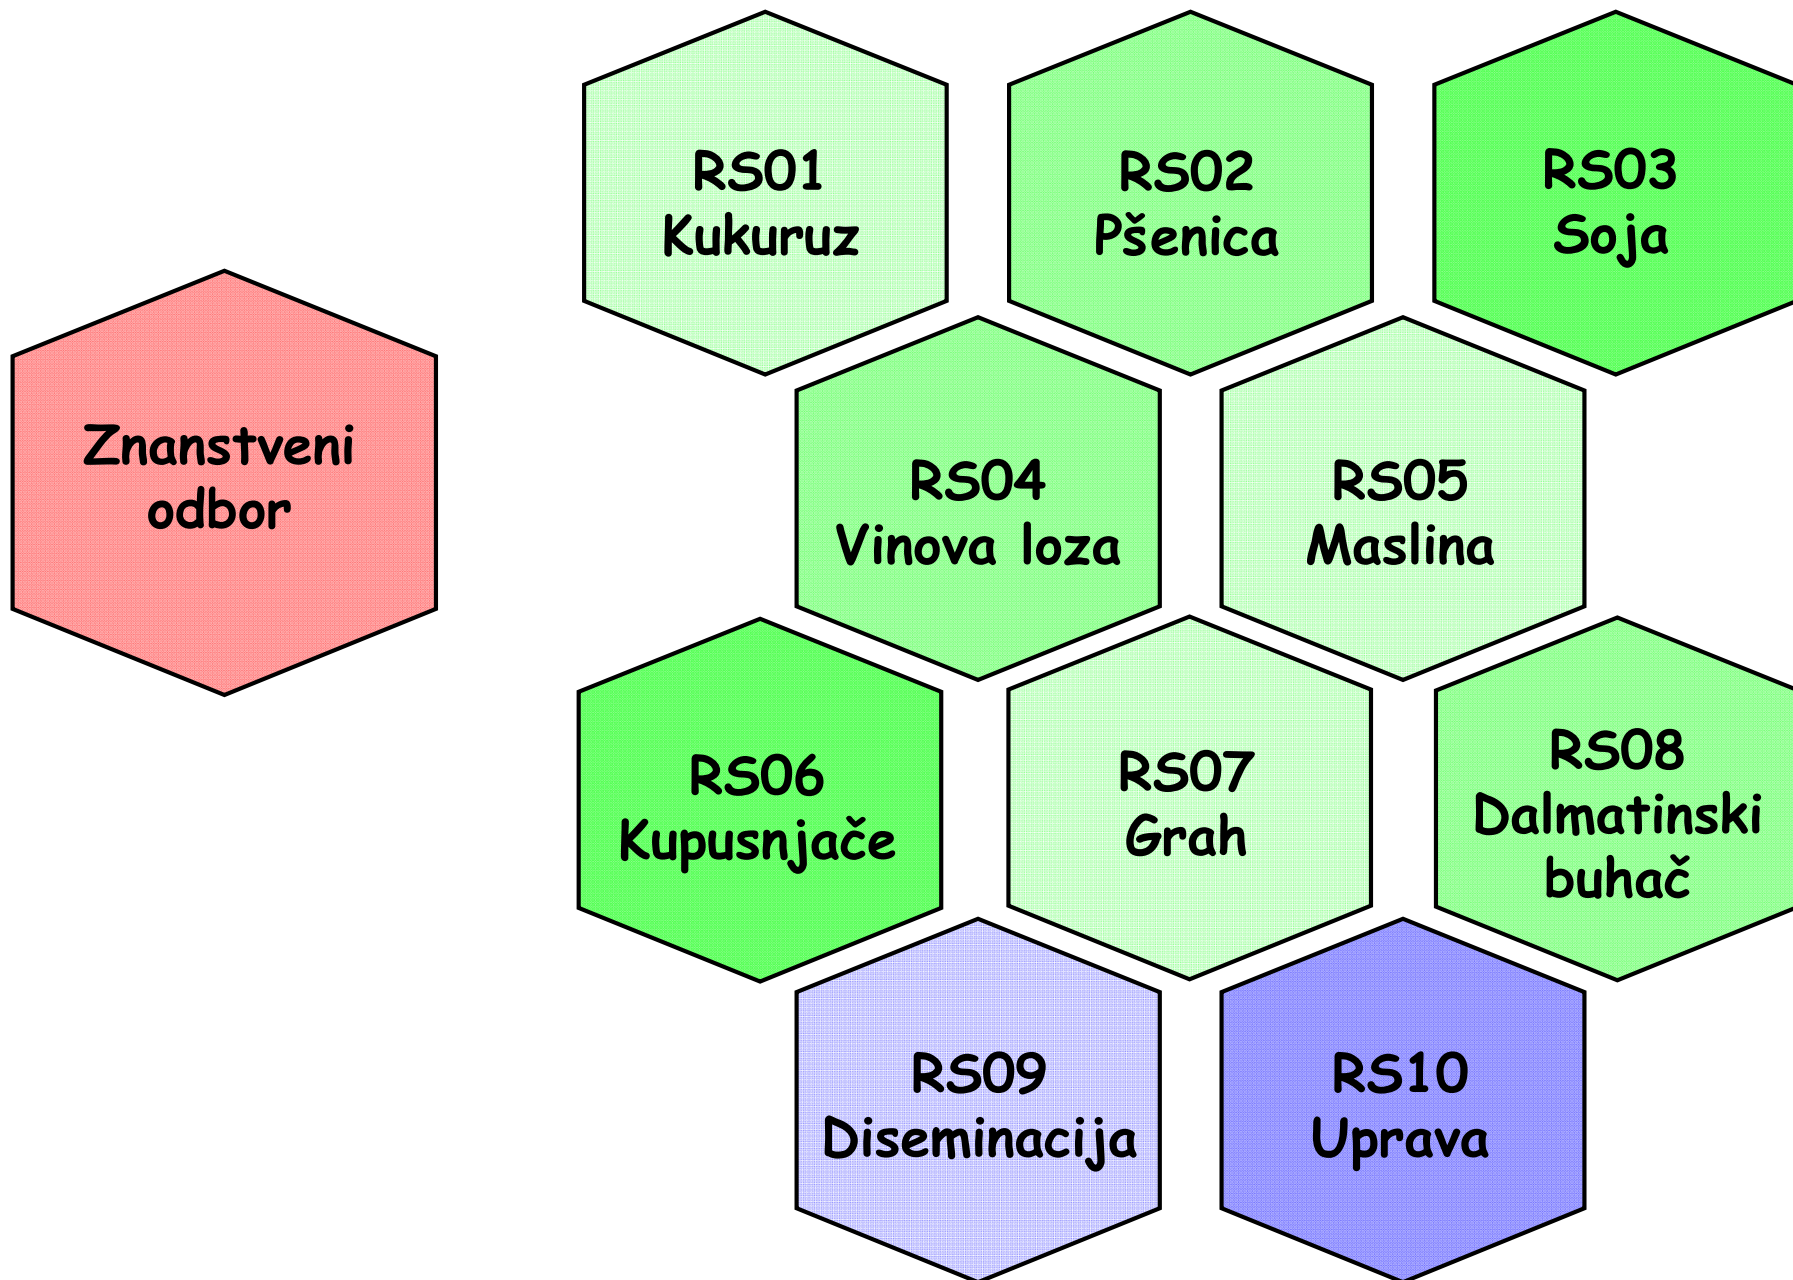 Znanstveni
odbor
RS01
Kukuruz
RS02
Pšenica
RS03
Soja
RS04
Vinova loza
RS05
Maslina
RS06
Kupusnjače
RS07
Grah
RS08
Dalmatinski
buhač
RS09
Diseminacija
RS10
Uprava